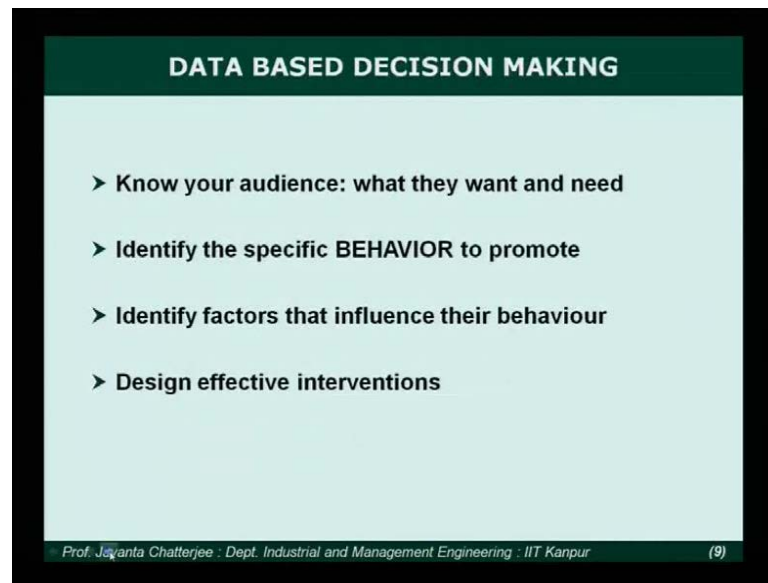 DATA BASED DECISION MAKING
➤ Know your audience: what they want and need
➤ Identify the specific BEHAVIOR to promote
➤ Identify factors that influence their behaviour
➤ Design effective interventions
Prof. Jayanta Chatterjee : Dept. Industrial and Management Engineering : IIT Kanpur (9)